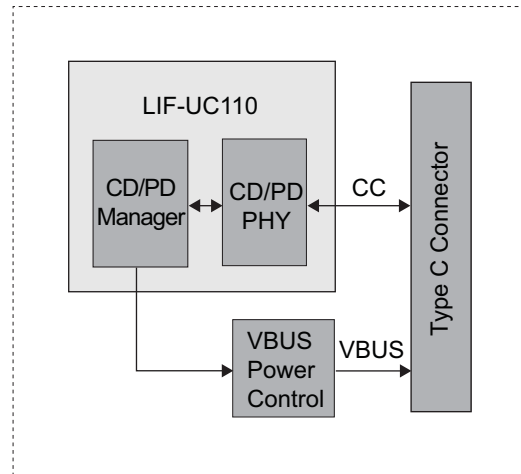 LIF-UC110
CD/PD
Manager
CD/PD
PHY
CC
Type C Connector
VBUS
Power
Control
VBUS